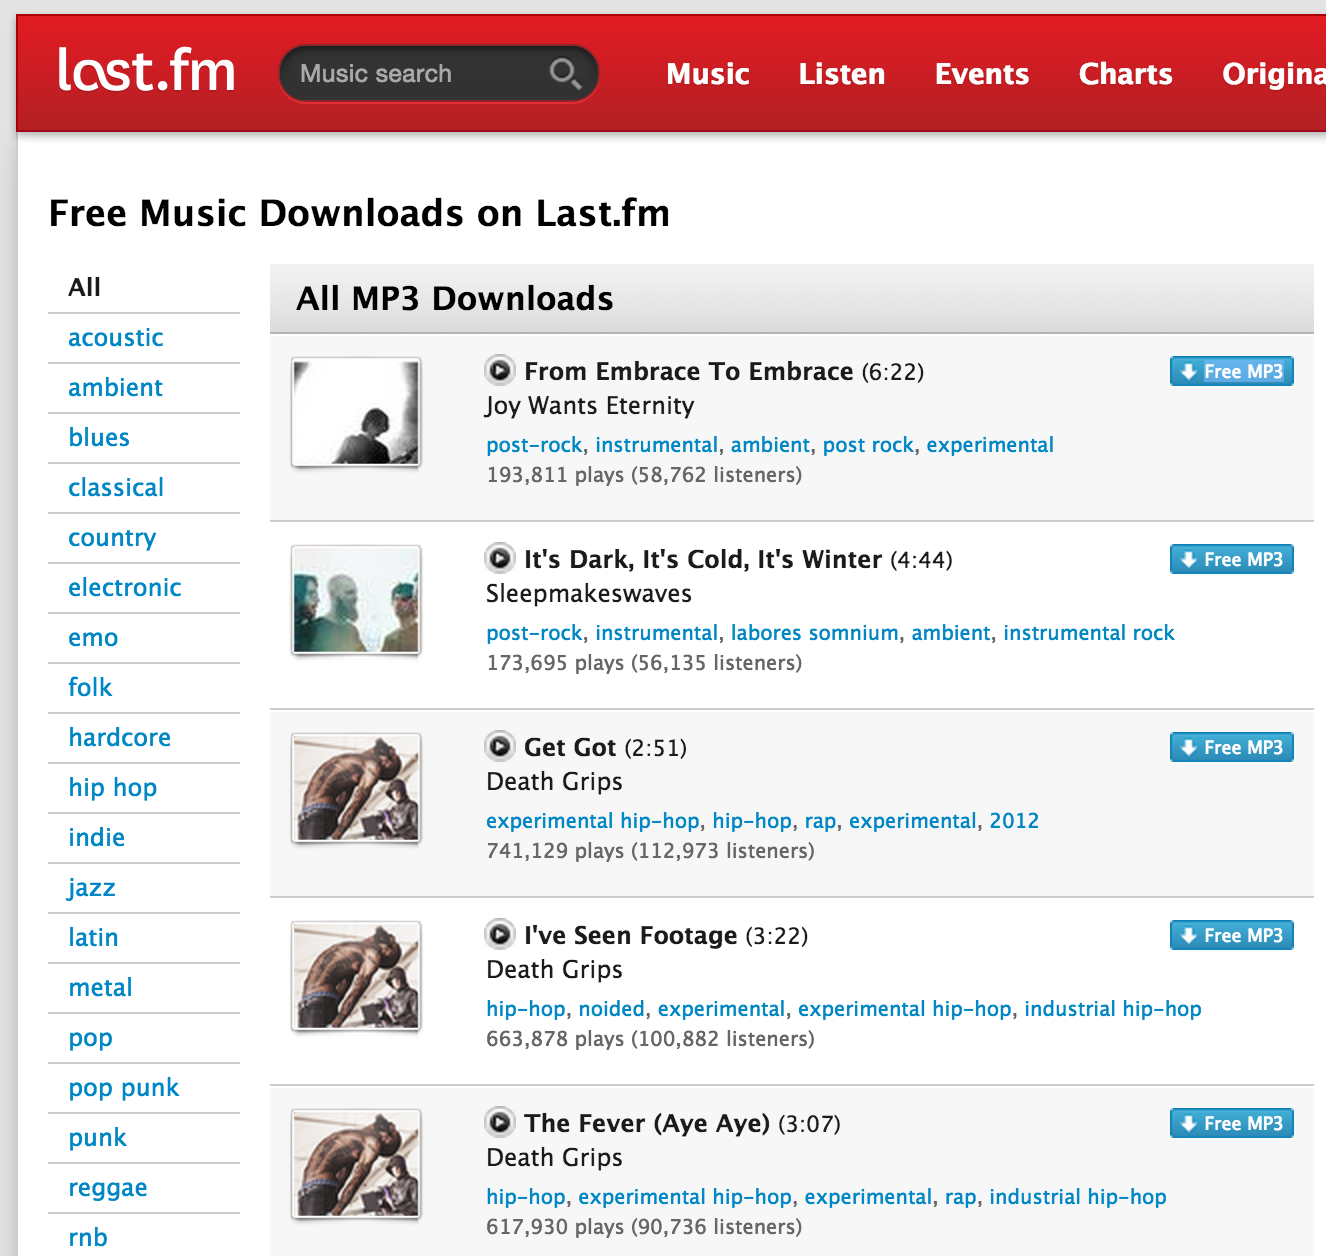 last.fm
Music search
Music Listen Events Charts Origina
Free Music Downloads on Last.fm
All
acoustic
ambient
blues
classical
country
electronic
emo
folk
hardcore
hip hop
indie
jazz
latin
metal
pop
pop punk
punk
reggae
rnb
All MP3 Downloads
From Embrace To Embrace (6:22) Free MP3
Joy Wants Eternity
post-rock, instrumental, ambient, post rock, experimental
193,811 plays (58,762 listeners)
It's Dark, It's Cold, It's Winter (4:44) Free MP3
Sleepmakeswaves
post-rock, instrumental, labores somnium, ambient, instrumental rock
173,695 plays (56,135 listeners)
Get Got (2:51) Free MP3
Death Grips
experimental hip-hop, hip-hop, rap, experimental, 2012
741,129 plays (112,973 listeners)
I've Seen Footage (3:22) Free MP3
Death Grips
hip-hop, noided, experimental, experimental hip-hop, industrial hip-hop
663,878 plays (100,882 listeners)
The Fever (Aye Aye) (3:07) Free MP3
Death Grips
hip-hop, experimental hip-hop, experimental, rap, industrial hip-hop
617,930 plays (90,736 listeners)